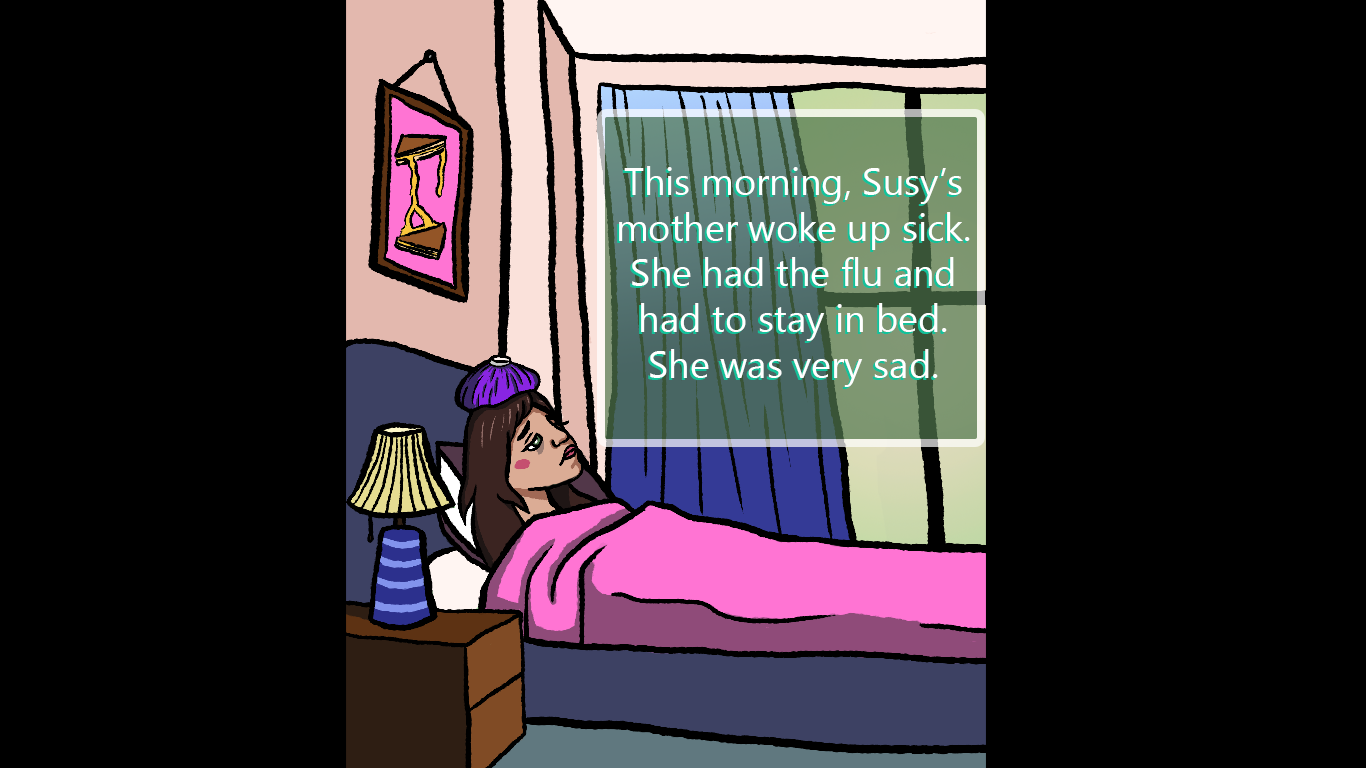 This morning, Susy’s
mother woke up sick.
She had the flu and
had to stay in bed.
She was very sad.